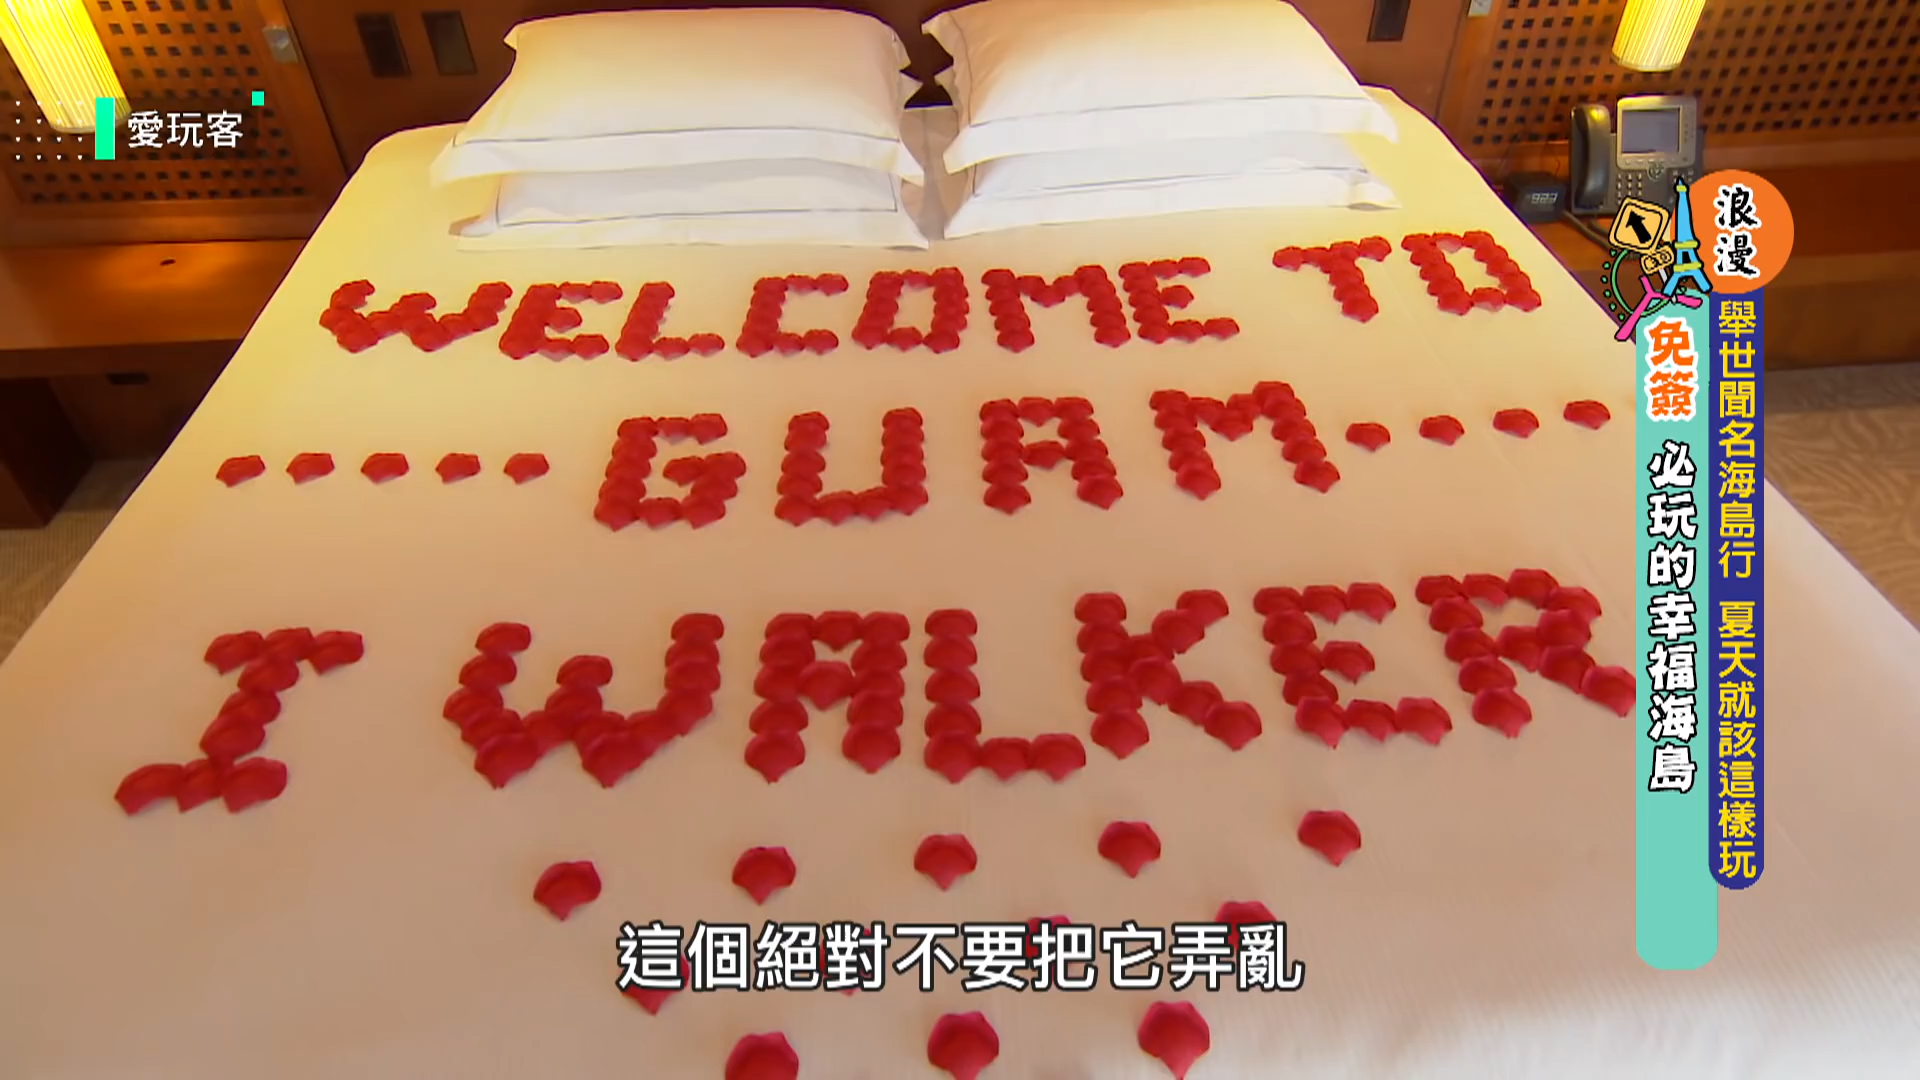 愛玩客
WELCOME TO
GUAM
I WALKER
浪漫
舉世聞名海島行 夏天就該這樣玩
免簽 必玩的幸福海島
這個絕對不要把它弄亂